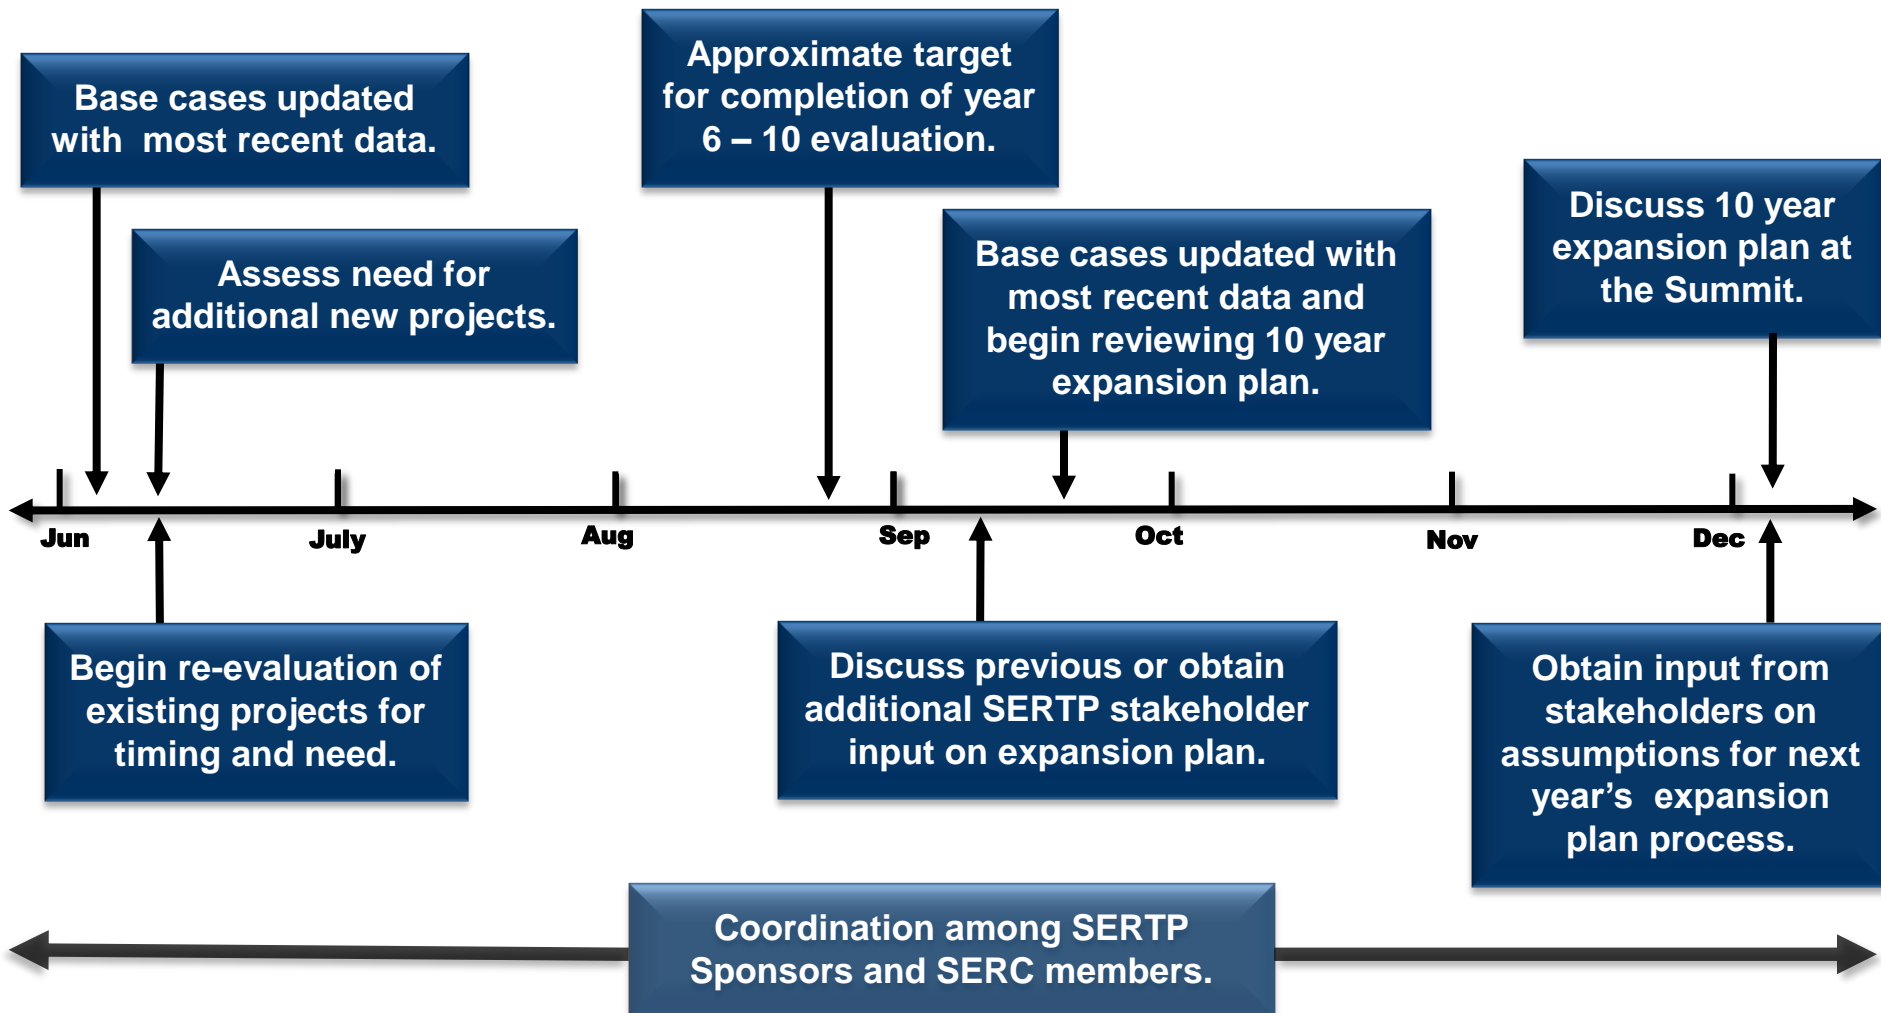 Base cases updated
with  most recent data.
Approximate target
for completion of year
6 – 10 evaluation.
Assess need for
additional new projects.
Base cases updated with
most recent data and
begin reviewing 10 year
expansion plan.
Discuss 10 year
expansion plan at
the Summit.
Jun
July
Aug
Sep
Oct
Nov
Dec
Begin re-evaluation of
existing projects for
timing and need.
Discuss previous or obtain
additional SERTP stakeholder
input on expansion plan.
Obtain input from
stakeholders on
assumptions for next
year’s  expansion
plan process.
Coordination among SERTP
Sponsors and SERC members.